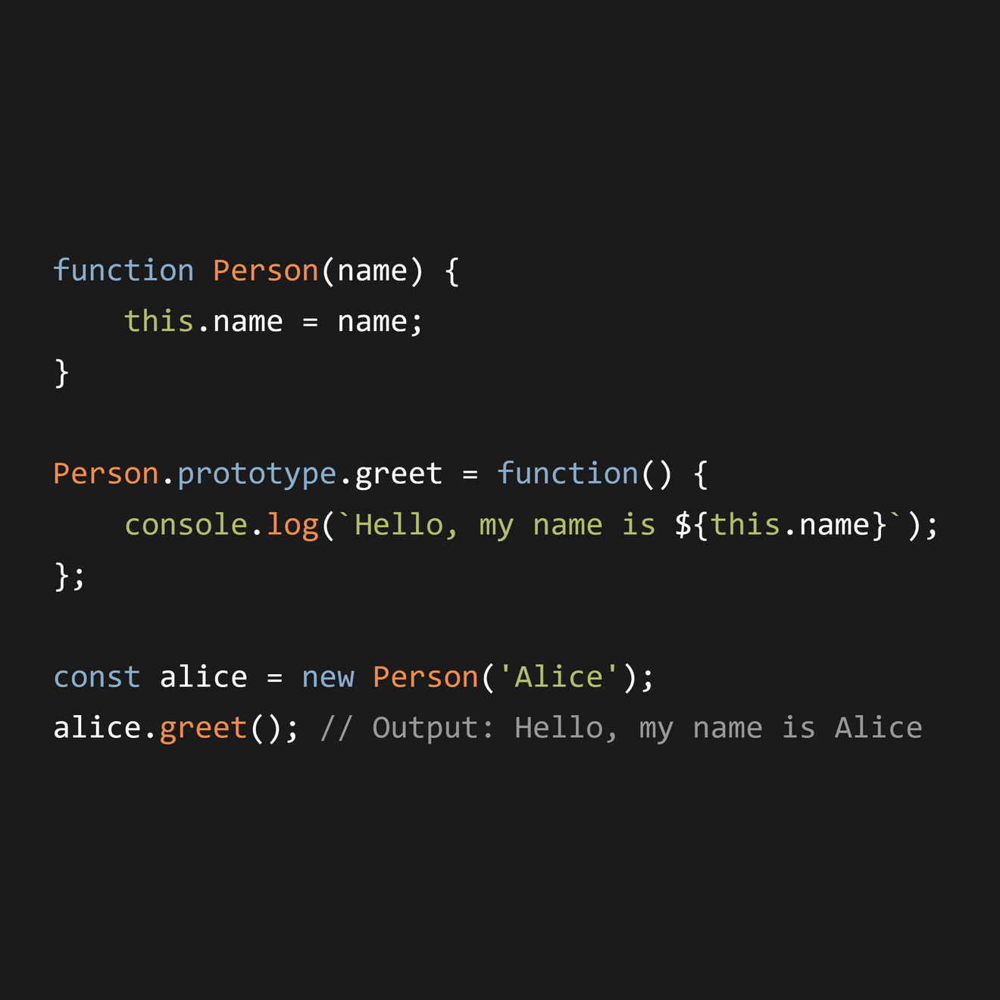 function Person(name) {
    this.name = name;
}

Person.prototype.greet = function() {
    console.log(`Hello, my name is ${this.name}`);
};

const alice = new Person('Alice');
alice.greet(); // Output: Hello, my name is Alice